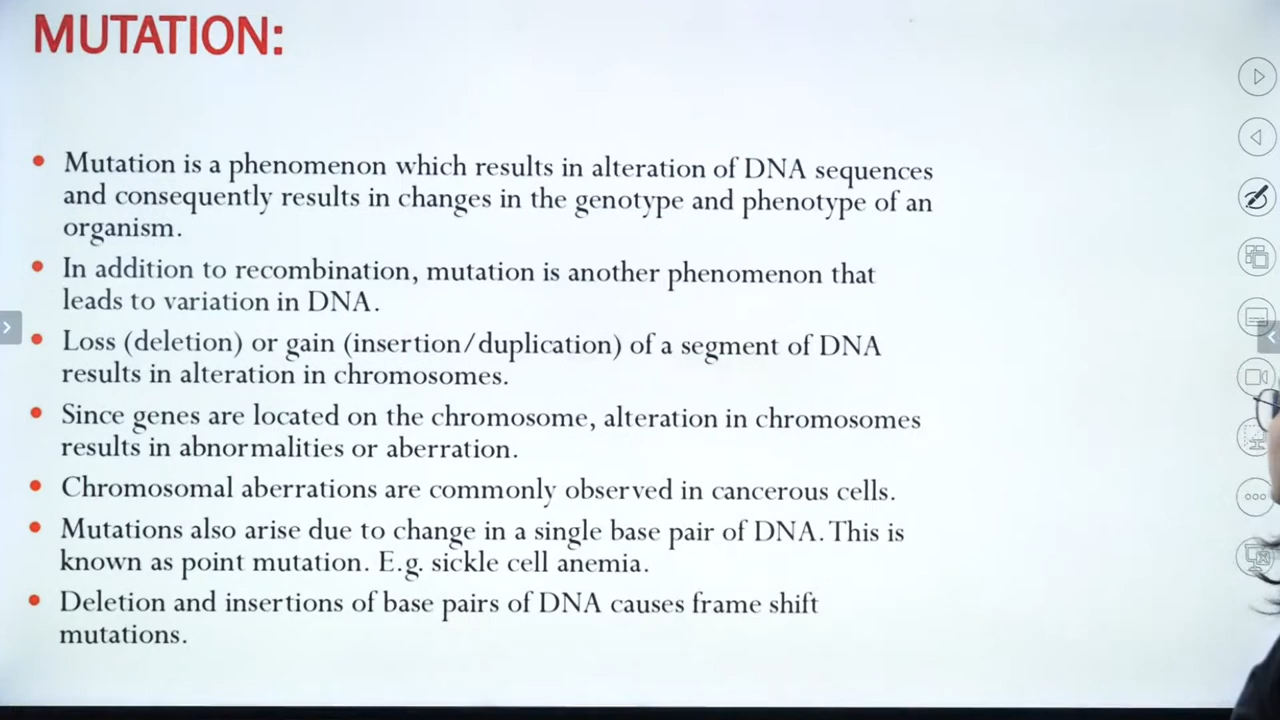 MUTATION:
• Mutation is a phenomenon which results in alteration of DNA sequences
and consequently results in changes in the genotype and phenotype of an
organism.
• In addition to recombination, mutation is another phenomenon that
leads to variation in DNA.
• Loss (deletion) or gain (insertion/duplication) of a segment of DNA
results in alteration in chromosomes.
• Since genes are located on the chromosome, alteration in chromosomes
results in abnormalities or aberration.
• Chromosomal aberrations are commonly observed in cancerous cells.
• Mutations also arise due to change in a single base pair of DNA. This is
known as point mutation. E.g. sickle cell anemia.
• Deletion and insertions of base pairs of DNA causes frame shift
mutations.